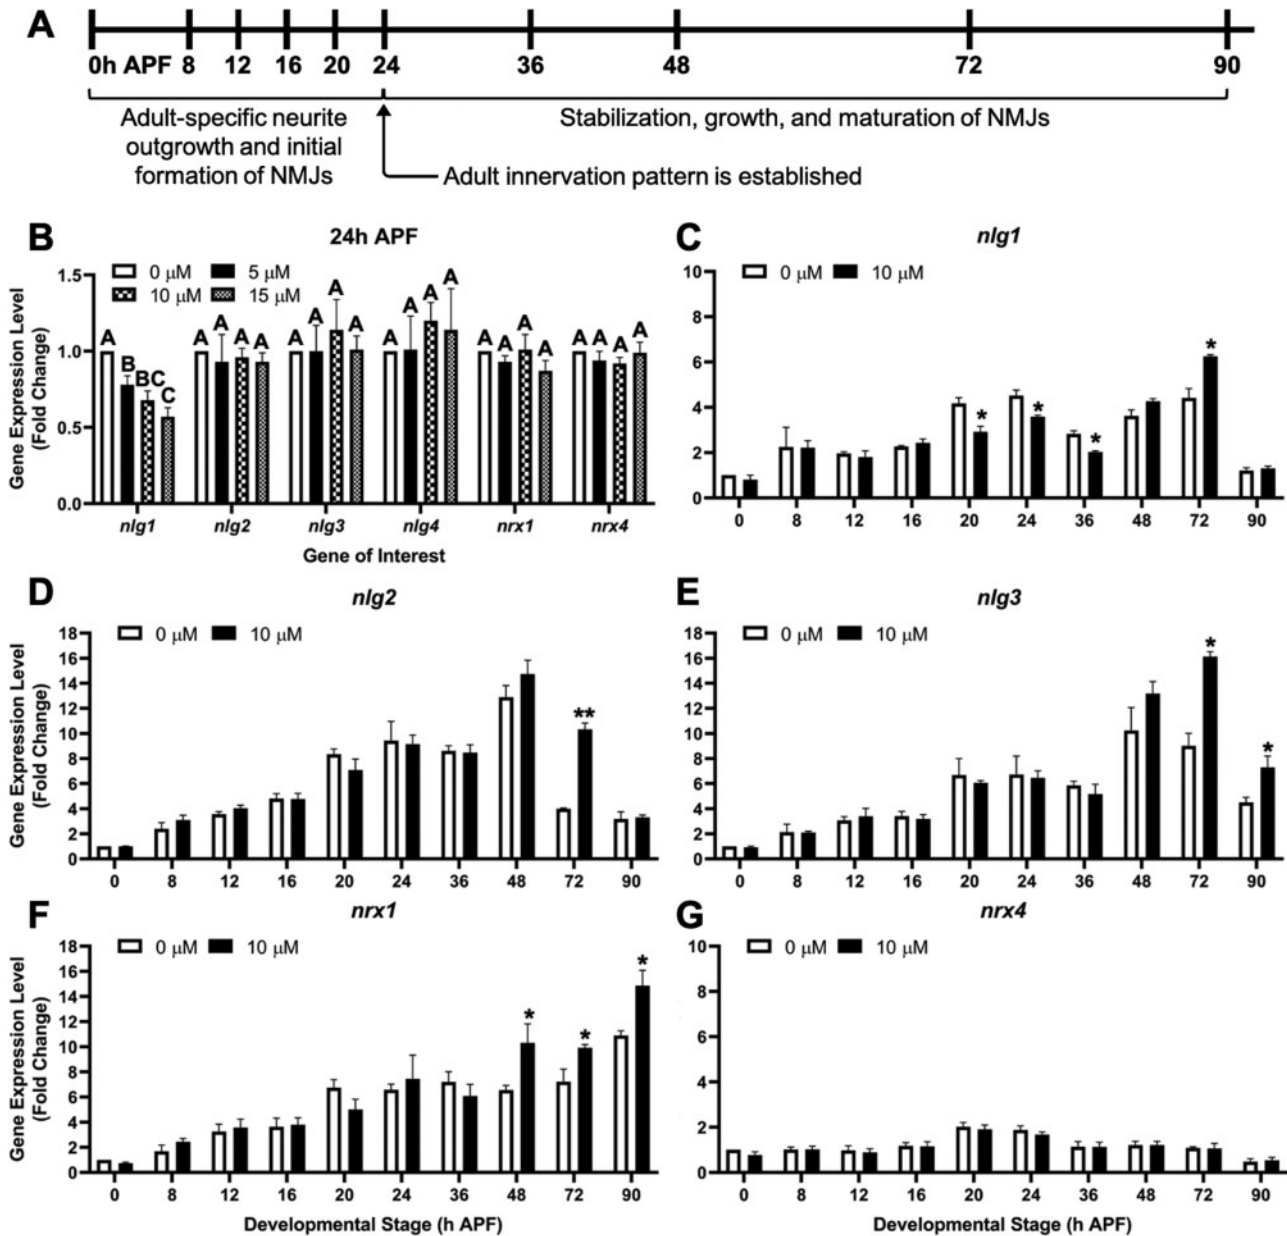 A
0h APF 8 12 16 20 24 36 48 72 90
Adult-specific neurite
outgrowth and initial
formation of NMJs
Stabilization, growth, and maturation of NMJs
Adult innervation pattern is established
B
24h APF
0 µM 5 µM
10 µM 15 µM
Gene Expression Level
(Fold Change)
1.5
1.0
0.5
0.0
A B BC C
A A A A
A A A A
A A A A
A A A A
A A A A
nlg1 nlg2 nlg3 nlg4 nrx1 nrx4
Gene of Interest
C
nlg1
0 µM 10 µM
10
8
6
4
2
0
* * * *
0 8 12 16 20 24 36 48 72 90
D
nlg2
0 µM 10 µM
Gene Expression Level
(Fold Change)
18
16
14
12
10
8
6
4
2
0
**
0 8 12 16 20 24 36 48 72 90
E
nlg3
0 µM 10 µM
18
16
14
12
10
8
6
4
2
0
* *
0 8 12 16 20 24 36 48 72 90
F
nrx1
0 µM 10 µM
Gene Expression Level
(Fold Change)
18
16
14
12
10
8
6
4
2
0
* * *
0 8 12 16 20 24 36 48 72 90
Developmental Stage (h APF)
G
nrx4
0 µM 10 µM
10
8
6
4
2
0
0 8 12 16 20 24 36 48 72 90
Developmental Stage (h APF)